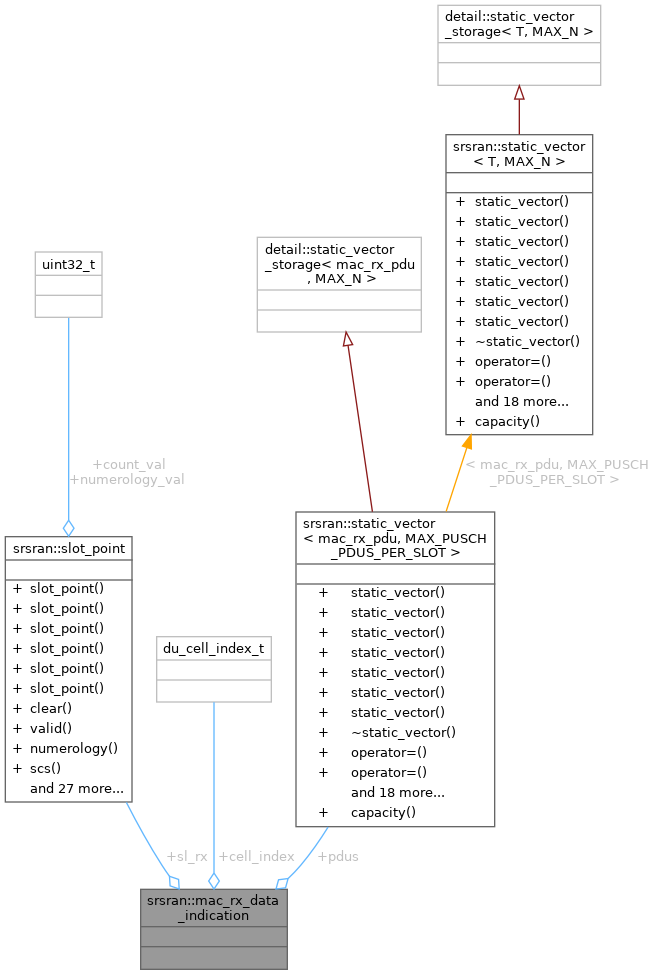 detail::static_vector
_storage< T, MAX_N >
srsran::static_vector
< T, MAX_N >
+ static_vector()
+ static_vector()
+ static_vector()
+ static_vector()
+ static_vector()
+ static_vector()
+ static_vector()
+ ~static_vector()
+ operator=()
+ operator=()
and 18 more...
+ capacity()
detail::static_vector
_storage< mac_rx_pdu
, MAX_N >
uint32_t
+count_val
+numerology_val
< mac_rx_pdu, MAX_PUSCH
_PDUS_PER_SLOT >
srsran::slot_point
+ slot_point()
+ slot_point()
+ slot_point()
+ slot_point()
+ slot_point()
+ slot_point()
+ clear()
+ valid()
+ numerology()
+ scs()
and 27 more...
du_cell_index_t
srsran::static_vector
< mac_rx_pdu, MAX_PUSCH
_PDUS_PER_SLOT >
+ static_vector()
+ static_vector()
+ static_vector()
+ static_vector()
+ static_vector()
+ static_vector()
+ static_vector()
+ ~static_vector()
+ operator=()
+ operator=()
and 18 more...
+ capacity()
+sl_rx
+cell_index
+pdus
srsran::mac_rx_data
_indication